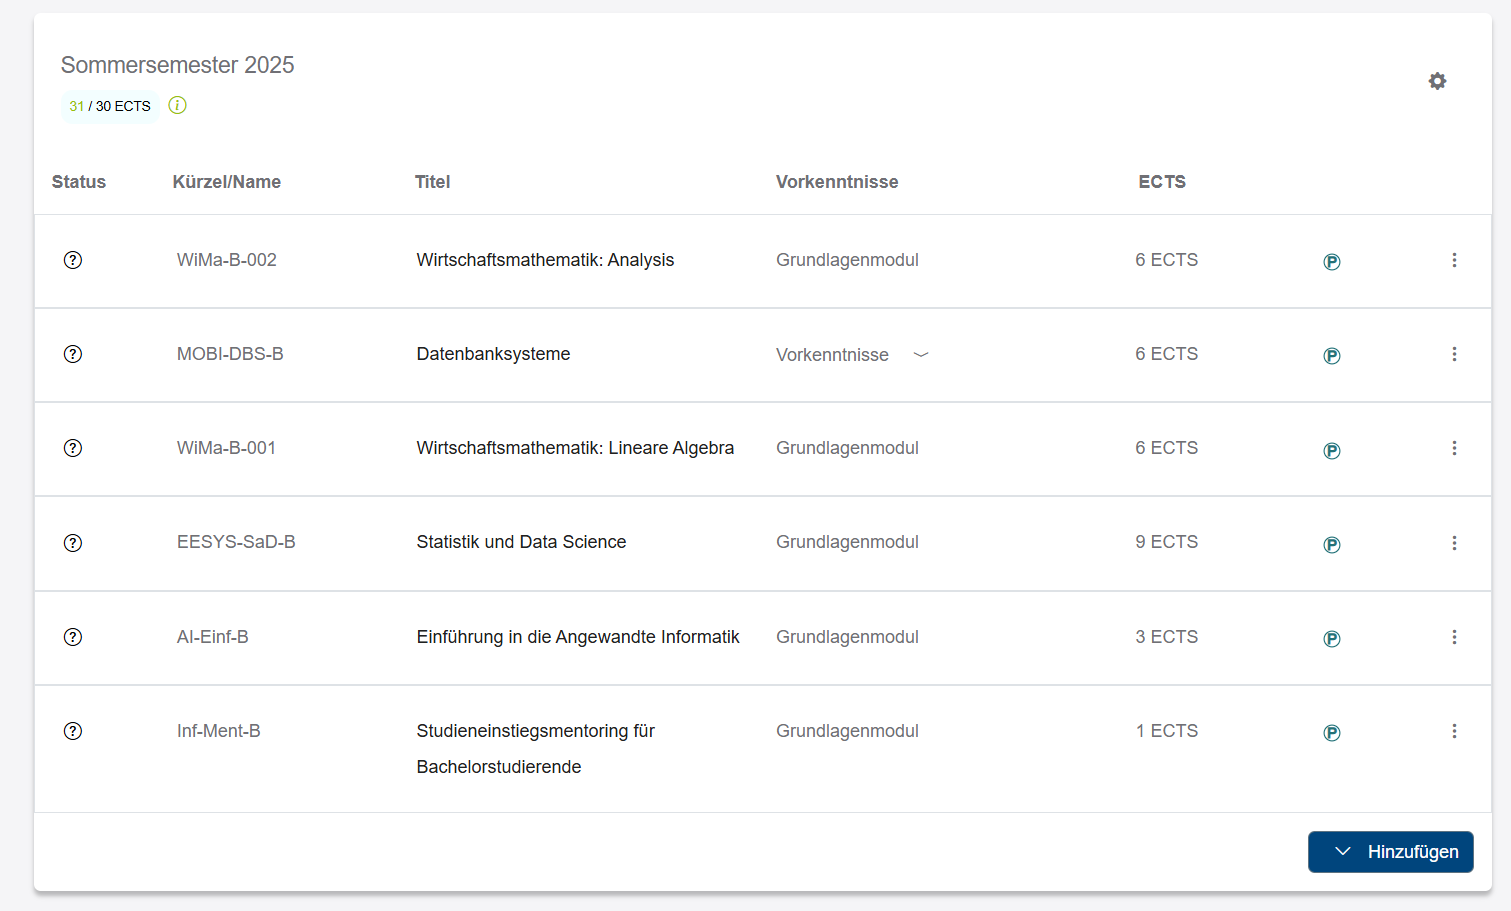 Sommersemester 2025
31 / 30 ECTS
Status Kürzel/Name Titel Vorkenntnisse ECTS
WiMa-B-002 Wirtschaftsmathematik: Analysis Grundlagenmodul 6 ECTS P
MOBI-DBS-B Datenbanksysteme Vorkenntnisse 6 ECTS P
WiMa-B-001 Wirtschaftsmathematik: Lineare Algebra Grundlagenmodul 6 ECTS P
EESYS-SaD-B Statistik und Data Science Grundlagenmodul 9 ECTS P
AI-Einf-B Einführung in die Angewandte Informatik Grundlagenmodul 3 ECTS P
Inf-Ment-B Studieneinstiegsmentoring für Grundlagenmodul 1 ECTS P
Bachelorstudierende
Hinzufügen